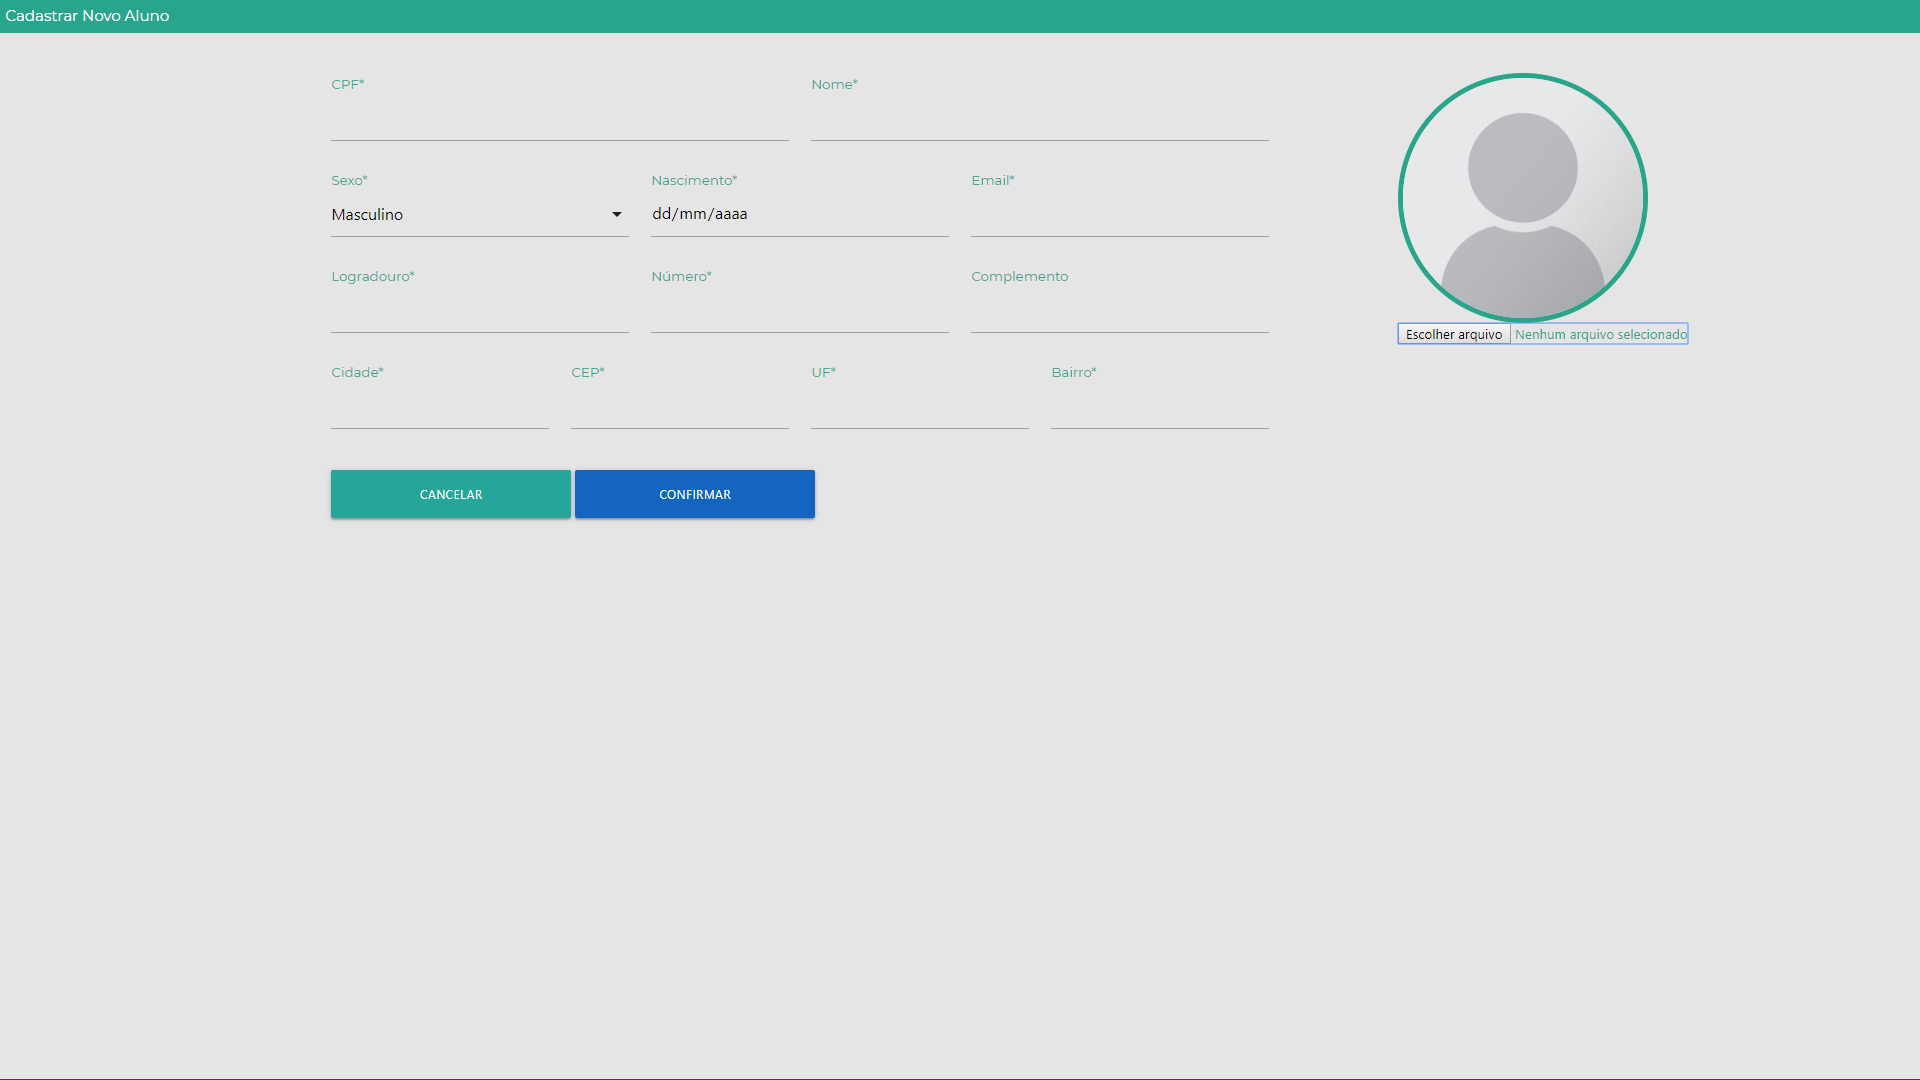 Cadastrar Novo Aluno
CPF* Nome*
Sexo* Nascimento* Email*
Masculino dd/mm/aaaa
Logradouro* Número* Complemento
Escolher arquivo Nenhum arquivo selecionado
Cidade* CEP* UF* Bairro*
CANCELAR CONFIRMAR